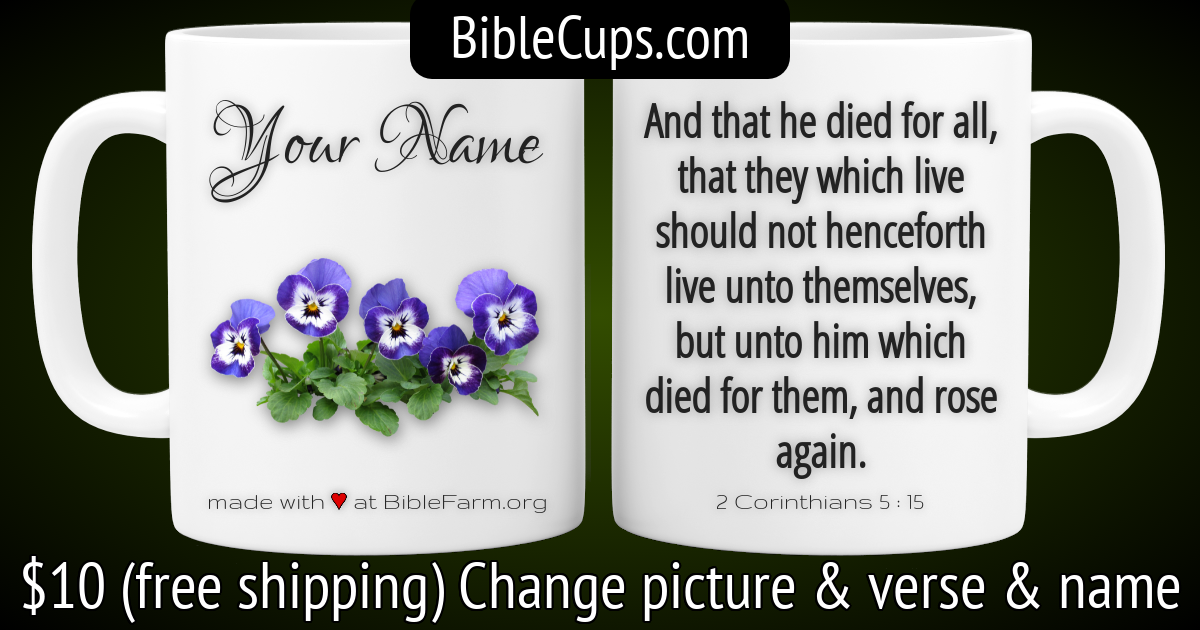 BibleCups.com
Your Name
made with ❤ at BibleFarm.org
And that he died for all,
that they which live
should not henceforth
live unto themselves,
but unto him which
died for them, and rose
again.
2 Corinthians 5 : 15
$10 (free shipping) Change picture & verse & name